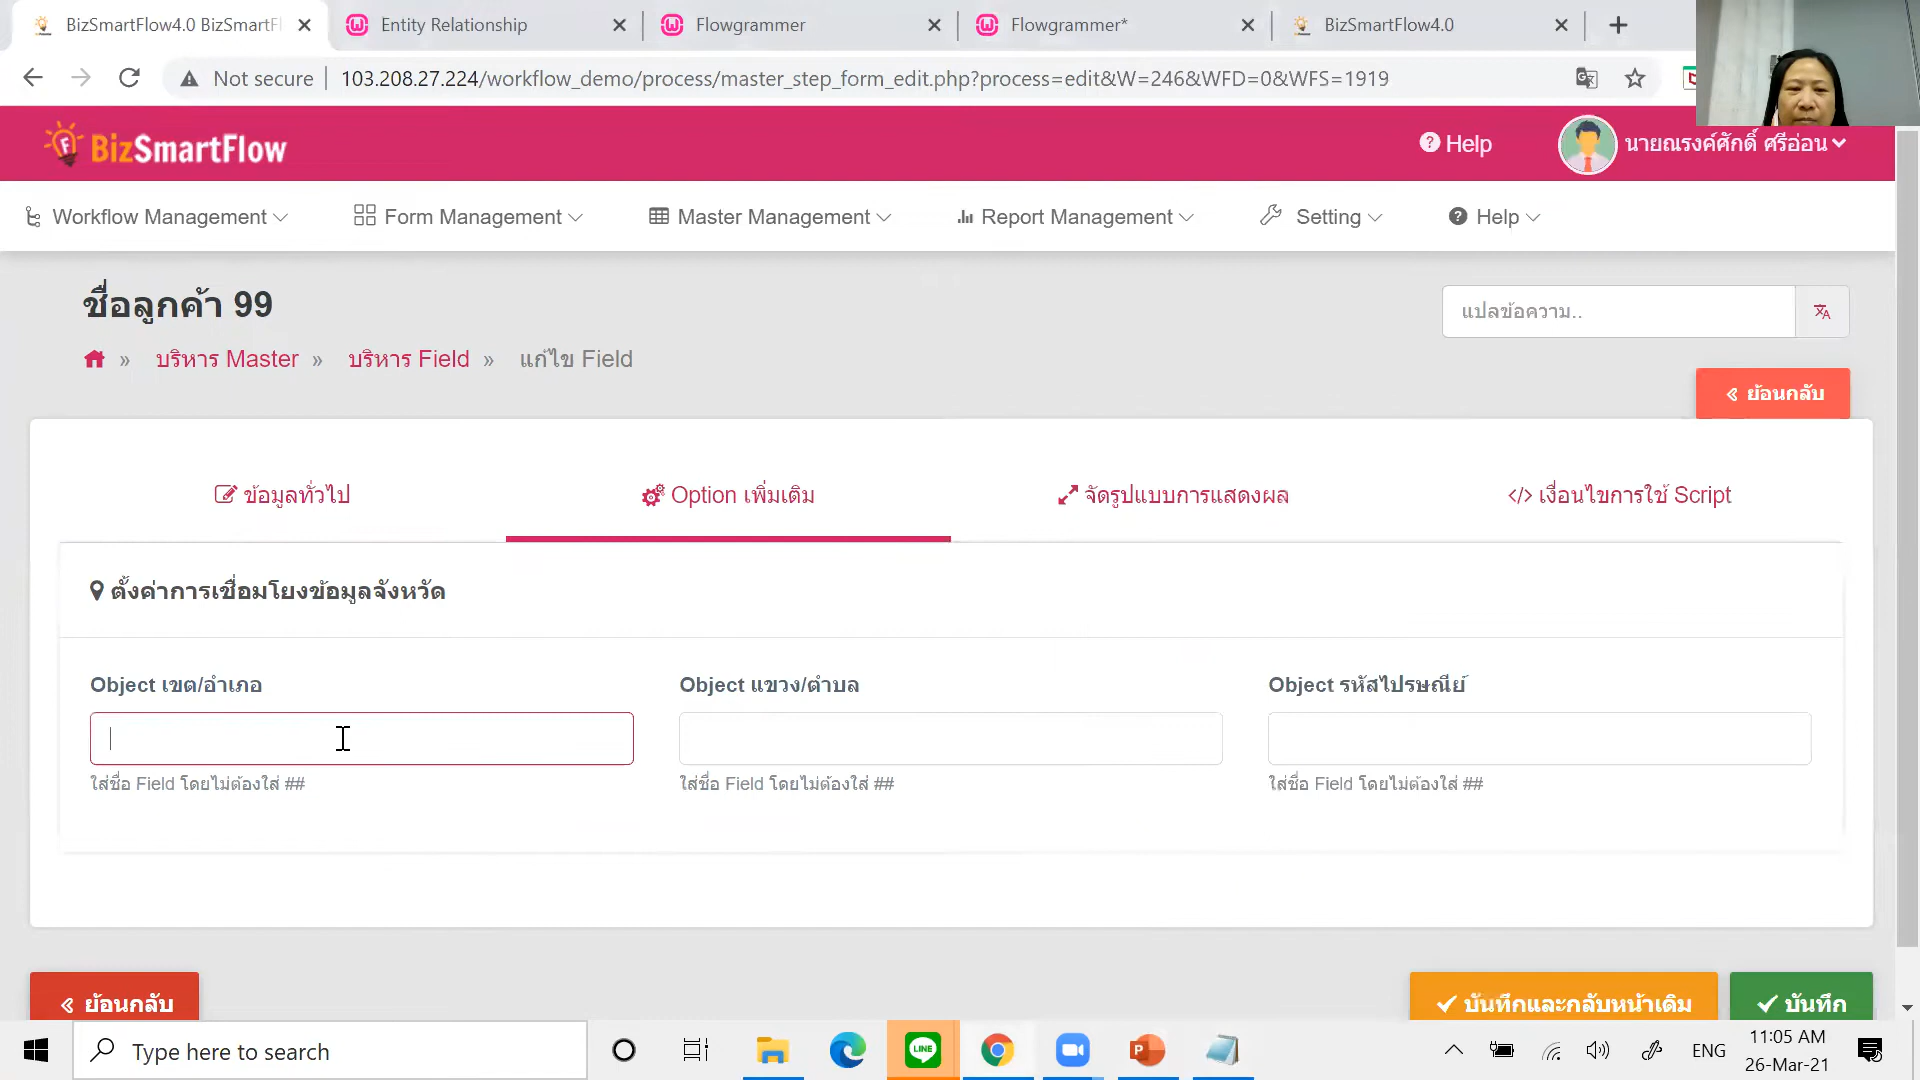 BizSmartFlow4.0 BizSmartFl
Entity Relationship
Flowgrammer
Flowgrammer*
BizSmartFlow4.0
Not secure
103.208.27.224/workflow_demo/process/master_step_form_edit.php?process=edit&W=246&WFD=0&WFS=1919
BizSmartFlow
Help
นายณรงค์ศักดิ์ ศรีอ่อน
Workflow Management
Form Management
Master Management
Report Management
Setting
Help
ชื่อลูกค้า 99
แปลข้อความ..
» บริหาร Master » บริหาร Field » แก้ไข Field
« ย้อนกลับ
ข้อมูลทั่วไป
Option เพิ่มเติม
จัดรูปแบบการแสดงผล
</> เงื่อนไขการใช้ Script
ตั้งค่าการเชื่อมโยงข้อมูลจังหวัด
Object เขต/อำเภอ
Object แขวง/ตำบล
Object รหัสไปรษณีย์
ใส่ชื่อ Field โดยไม่ต้องใส่ ##
ใส่ชื่อ Field โดยไม่ต้องใส่ ##
ใส่ชื่อ Field โดยไม่ต้องใส่ ##
« ย้อนกลับ
บันทึกและกลับหน้าเดิม
บันทึก
Type here to search
LINE
ENG
11:05 AM
26-Mar-21